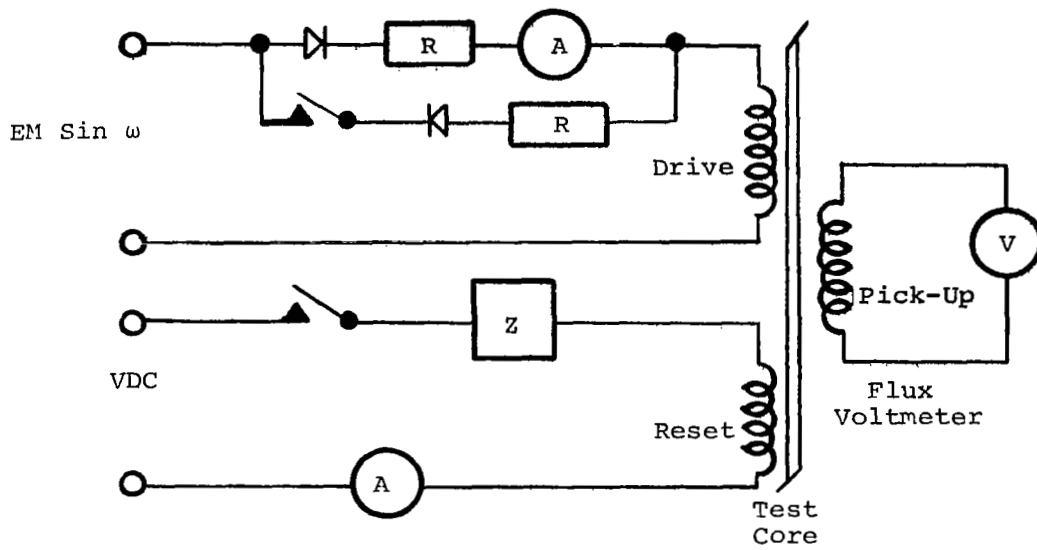 R
A
EM Sin ω
R
Drive
V
Pick-Up
Z
VDC
Flux
Voltmeter
Reset
A
Test
Core